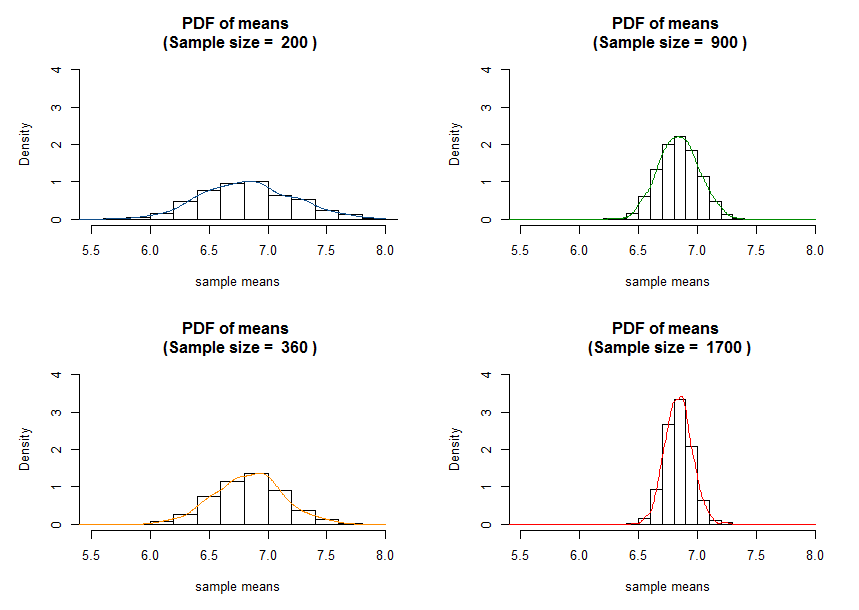 PDF of means
(Sample size =  200 )
4
3
2
1
0
Density
5.5 6.0 6.5 7.0 7.5 8.0
sample means
PDF of means
(Sample size =  900 )
4
3
2
1
0
Density
5.5 6.0 6.5 7.0 7.5 8.0
sample means
PDF of means
(Sample size =  360 )
4
3
2
1
0
Density
5.5 6.0 6.5 7.0 7.5 8.0
sample means
PDF of means
(Sample size =  1700 )
4
3
2
1
0
Density
5.5 6.0 6.5 7.0 7.5 8.0
sample means